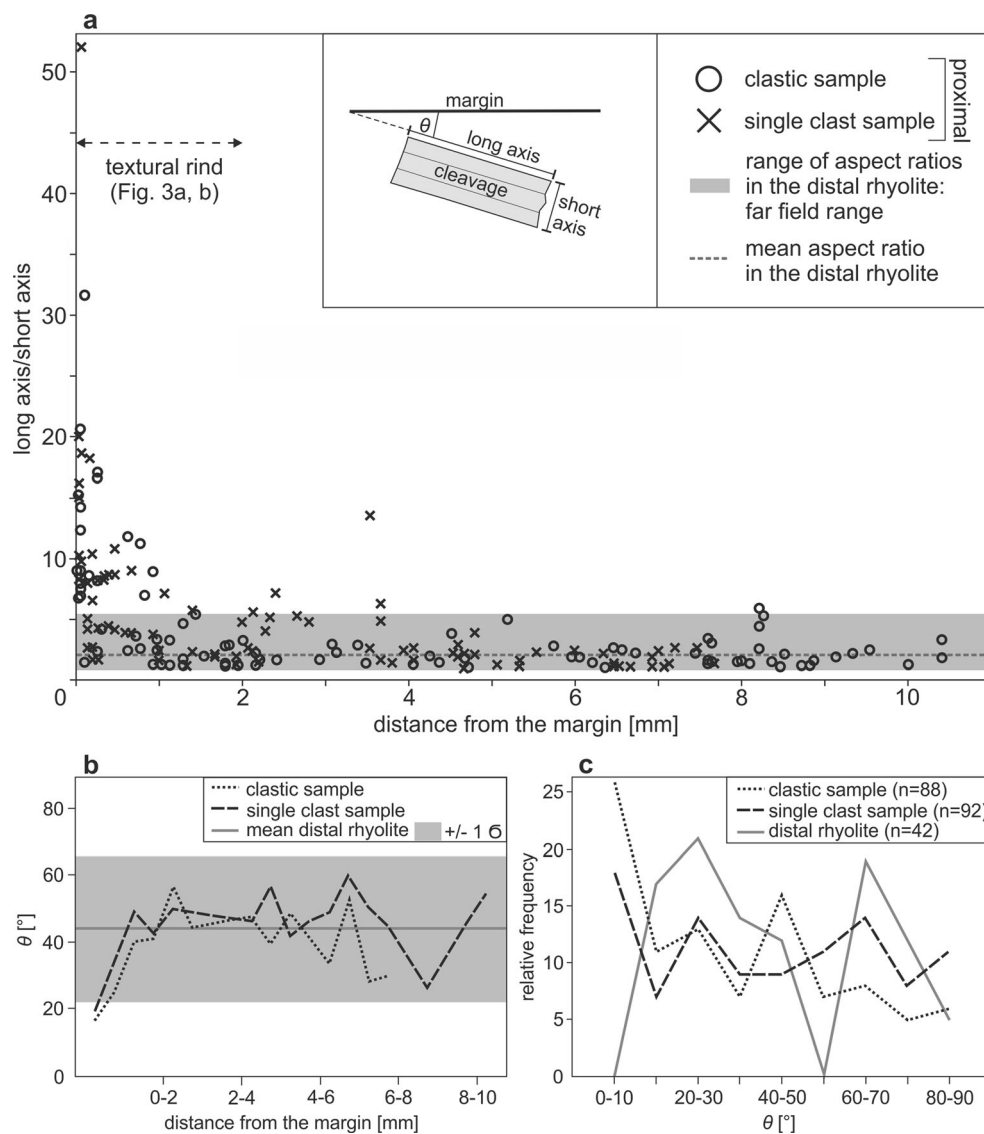 a
50
40
30
20
10
0
2
4
6
8
10
long axis/short axis
distance from the margin [mm]
textural rind
(Fig. 3a, b)
margin
θ
long axis
cleavage
short
axis
clastic sample
single clast sample
proximal
range of aspect ratios
in the distal rhyolite:
far field range
mean aspect ratio
in the distal rhyolite
b
clastic sample
single clast sample
mean distal rhyolite +/- 1 σ
80
60
40
20
0
θ [°]
0-2 2-4 4-6 6-8 8-10
distance from the margin [mm]
c
clastic sample (n=88)
single clast sample (n=92)
distal rhyolite (n=42)
25
20
15
10
5
0
relative frequency
0-10 20-30 40-50 60-70 80-90
θ [°]